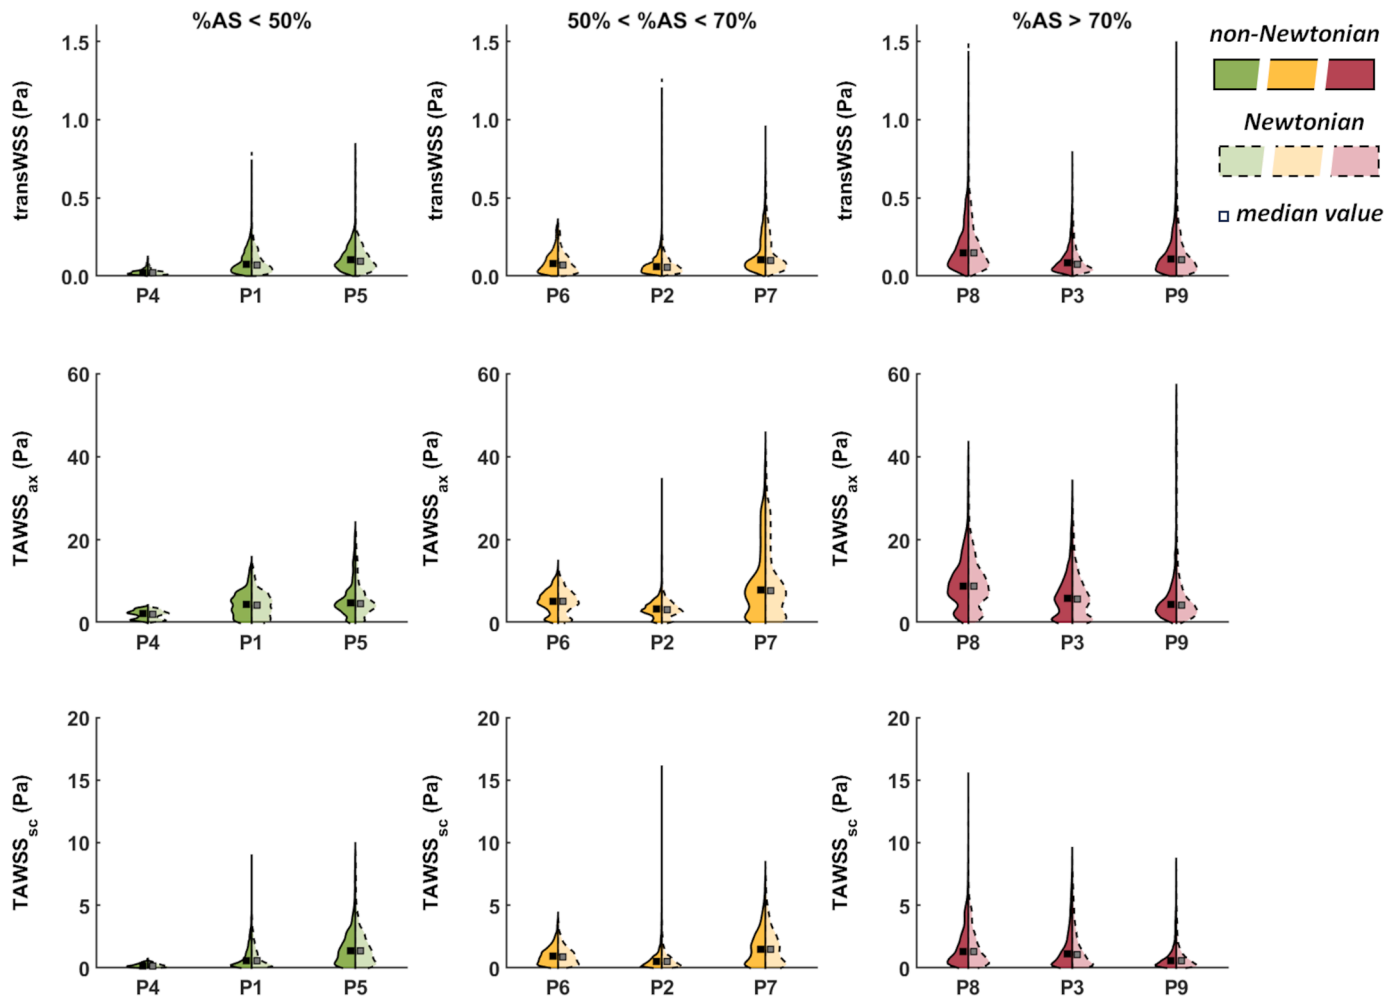 %AS < 50%
50% < %AS < 70%
%AS > 70%
non-Newtonian
Newtonian
median value
transWSS (Pa)
1.5
1.0
0.5
0.0
P4 P1 P5
transWSS (Pa)
1.5
1.0
0.5
0.0
P6 P2 P7
transWSS (Pa)
1.5
1.0
0.5
0.0
P8 P3 P9
TAWSSax (Pa)
60
40
20
0
P4 P1 P5
TAWSSax (Pa)
60
40
20
0
P6 P2 P7
TAWSSax (Pa)
60
40
20
0
P8 P3 P9
TAWSSsc (Pa)
20
15
10
5
0
P4 P1 P5
TAWSSsc (Pa)
20
15
10
5
0
P6 P2 P7
TAWSSsc (Pa)
20
15
10
5
0
P8 P3 P9